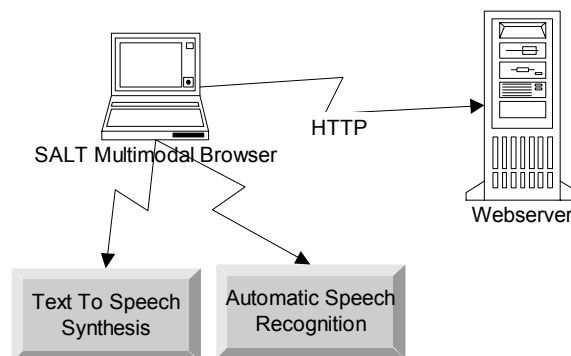 HTTP
SALT Multimodal Browser
Webserver
Text To Speech
Synthesis
Automatic Speech
Recognition